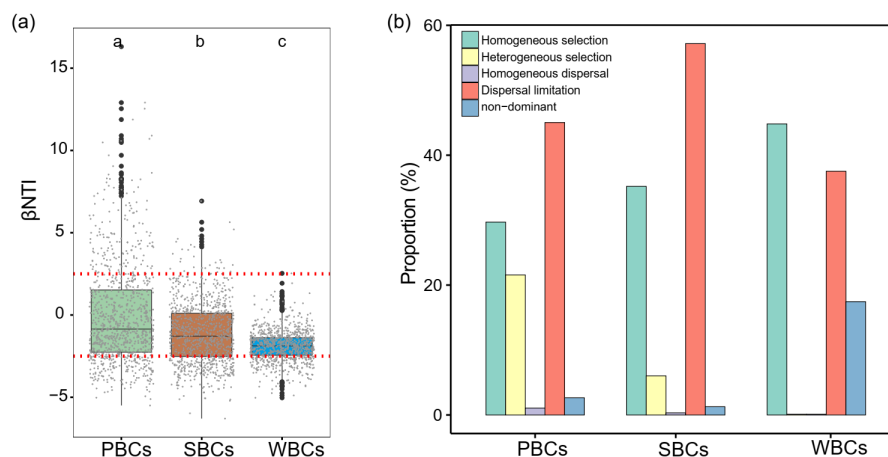 (a)
a b c
15
10
5
0
−5
βNTI
PBCs SBCs WBCs
(b)
60
40
20
0
Proportion (%)
Homogeneous selection
Heterogeneous selection
Homogeneous dispersal
Dispersal limitation
non−dominant
PBCs SBCs WBCs